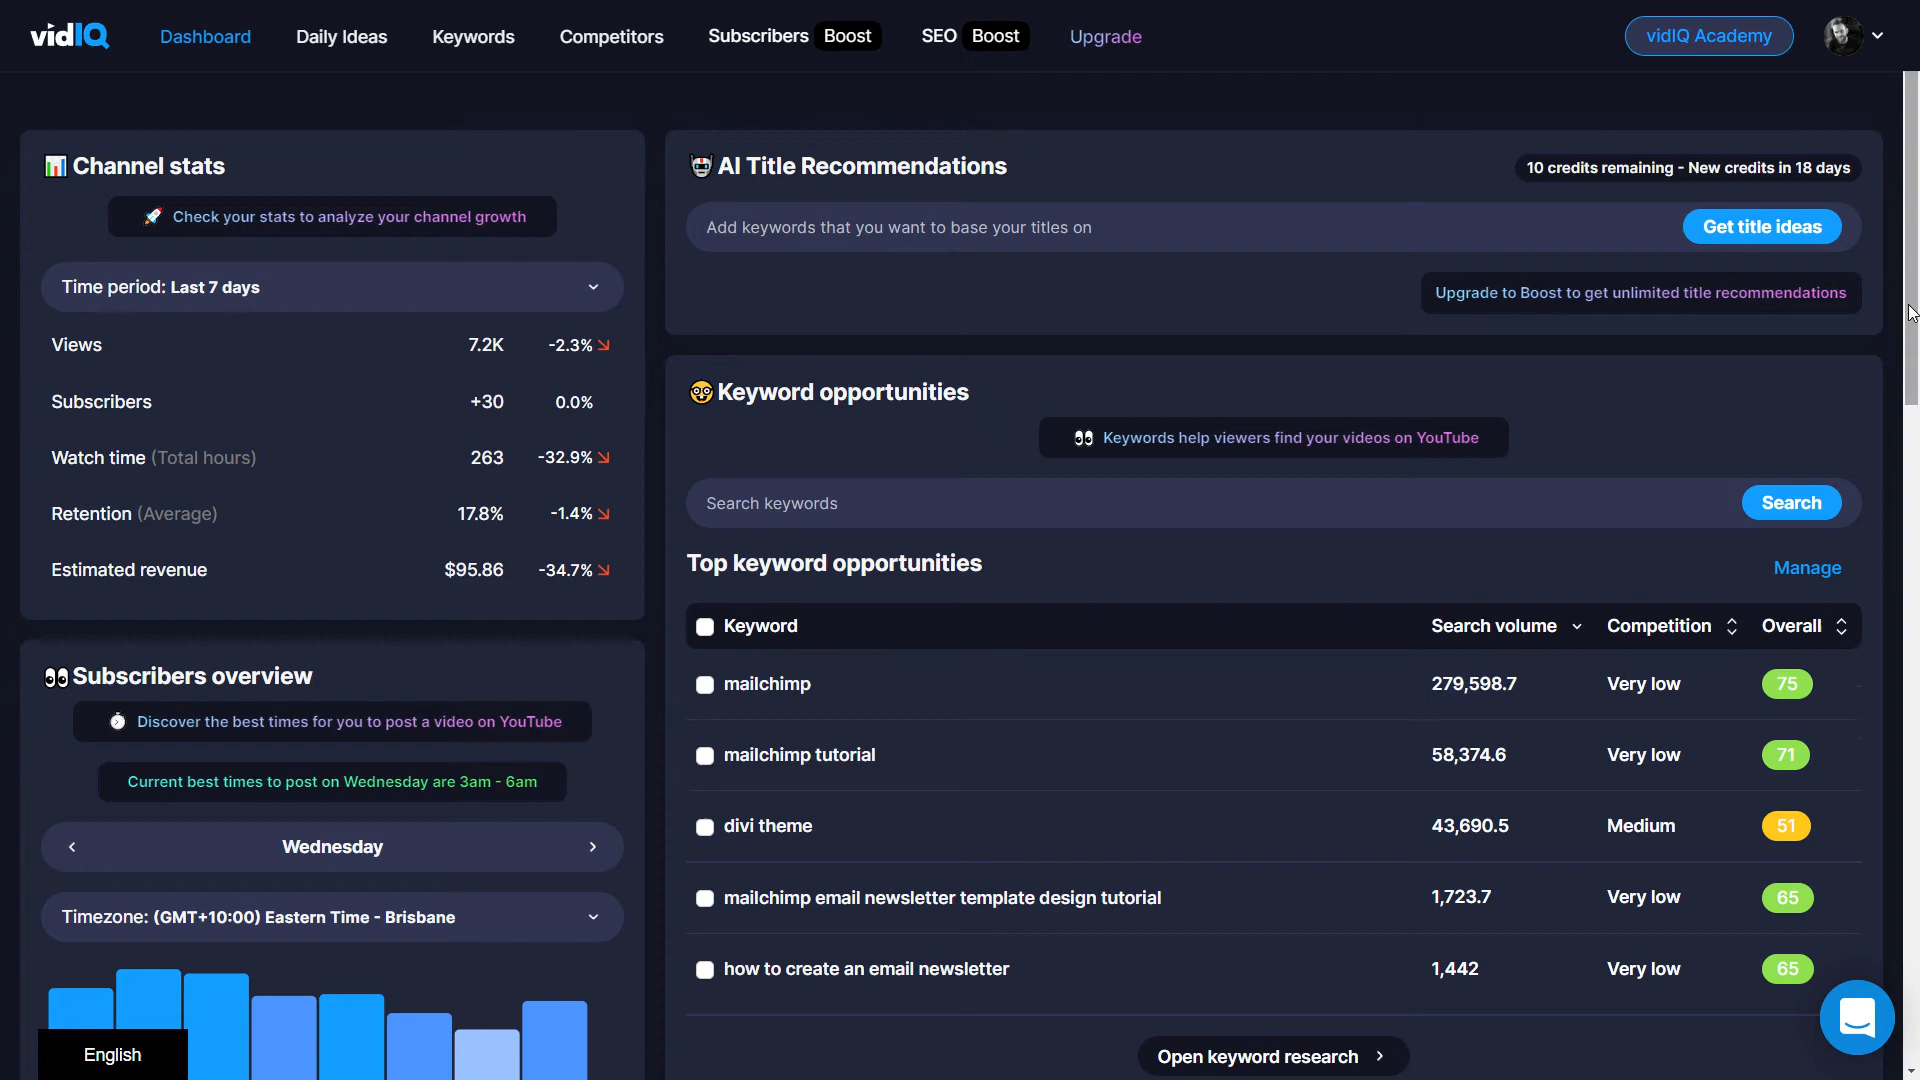 vidIQ
Dashboard
Daily Ideas
Keywords
Competitors
Subscribers Boost
SEO Boost
Upgrade
vidIQ Academy
Channel stats
Check your stats to analyze your channel growth
Time period: Last 7 days
Views 7.2K -2.3%
Subscribers +30 0.0%
Watch time (Total hours) 263 -32.9%
Retention (Average) 17.8% -1.4%
Estimated revenue $95.86 -34.7%
Subscribers overview
Discover the best times for you to post a video on YouTube
Current best times to post on Wednesday are 3am - 6am
Wednesday
Timezone: (GMT+10:00) Eastern Time - Brisbane
English
AI Title Recommendations
10 credits remaining - New credits in 18 days
Add keywords that you want to base your titles on
Get title ideas
Upgrade to Boost to get unlimited title recommendations
Keyword opportunities
Keywords help viewers find your videos on YouTube
Search keywords
Search
Top keyword opportunities
Manage
Keyword Search volume Competition Overall
mailchimp 279,598.7 Very low 75
mailchimp tutorial 58,374.6 Very low 71
divi theme 43,690.5 Medium 51
mailchimp email newsletter template design tutorial 1,723.7 Very low 65
how to create an email newsletter 1,442 Very low 65
Open keyword research